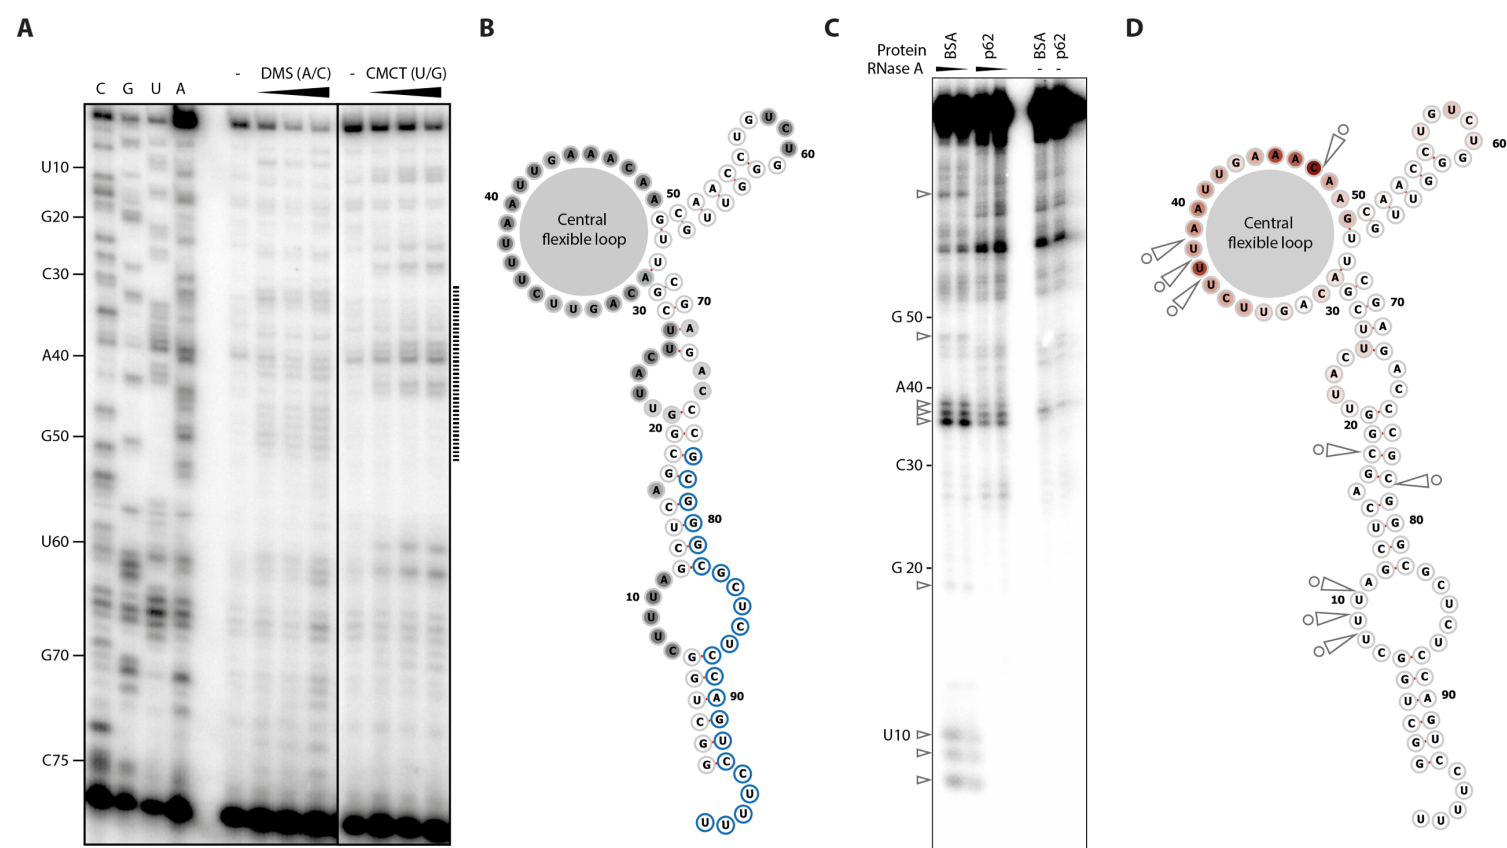 A
C G U A
- DMS (A/C) - CMCT (U/G)
U10
G20
C30
A40
G50
U60
G70
C75
B
Central
flexible loop
10
20
30
40
50
60
70
80
90
C
Protein BSA p62 BSA p62
RNase A - -
G 50
A40
C30
G 20
U10
D
Central
flexible loop
10
20
30
40
50
60
70
80
90